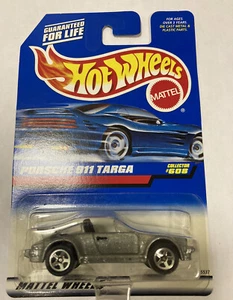 GUARANTEED
FOR LIFE
FOR AGES
OVER 3 YEARS
DIE CAST METAL &
PLASTIC PARTS.
Hot Wheels
MATTEL
PORSCHE 911 TARGA
COLLECTOR
#608
MATTEL WHEELS